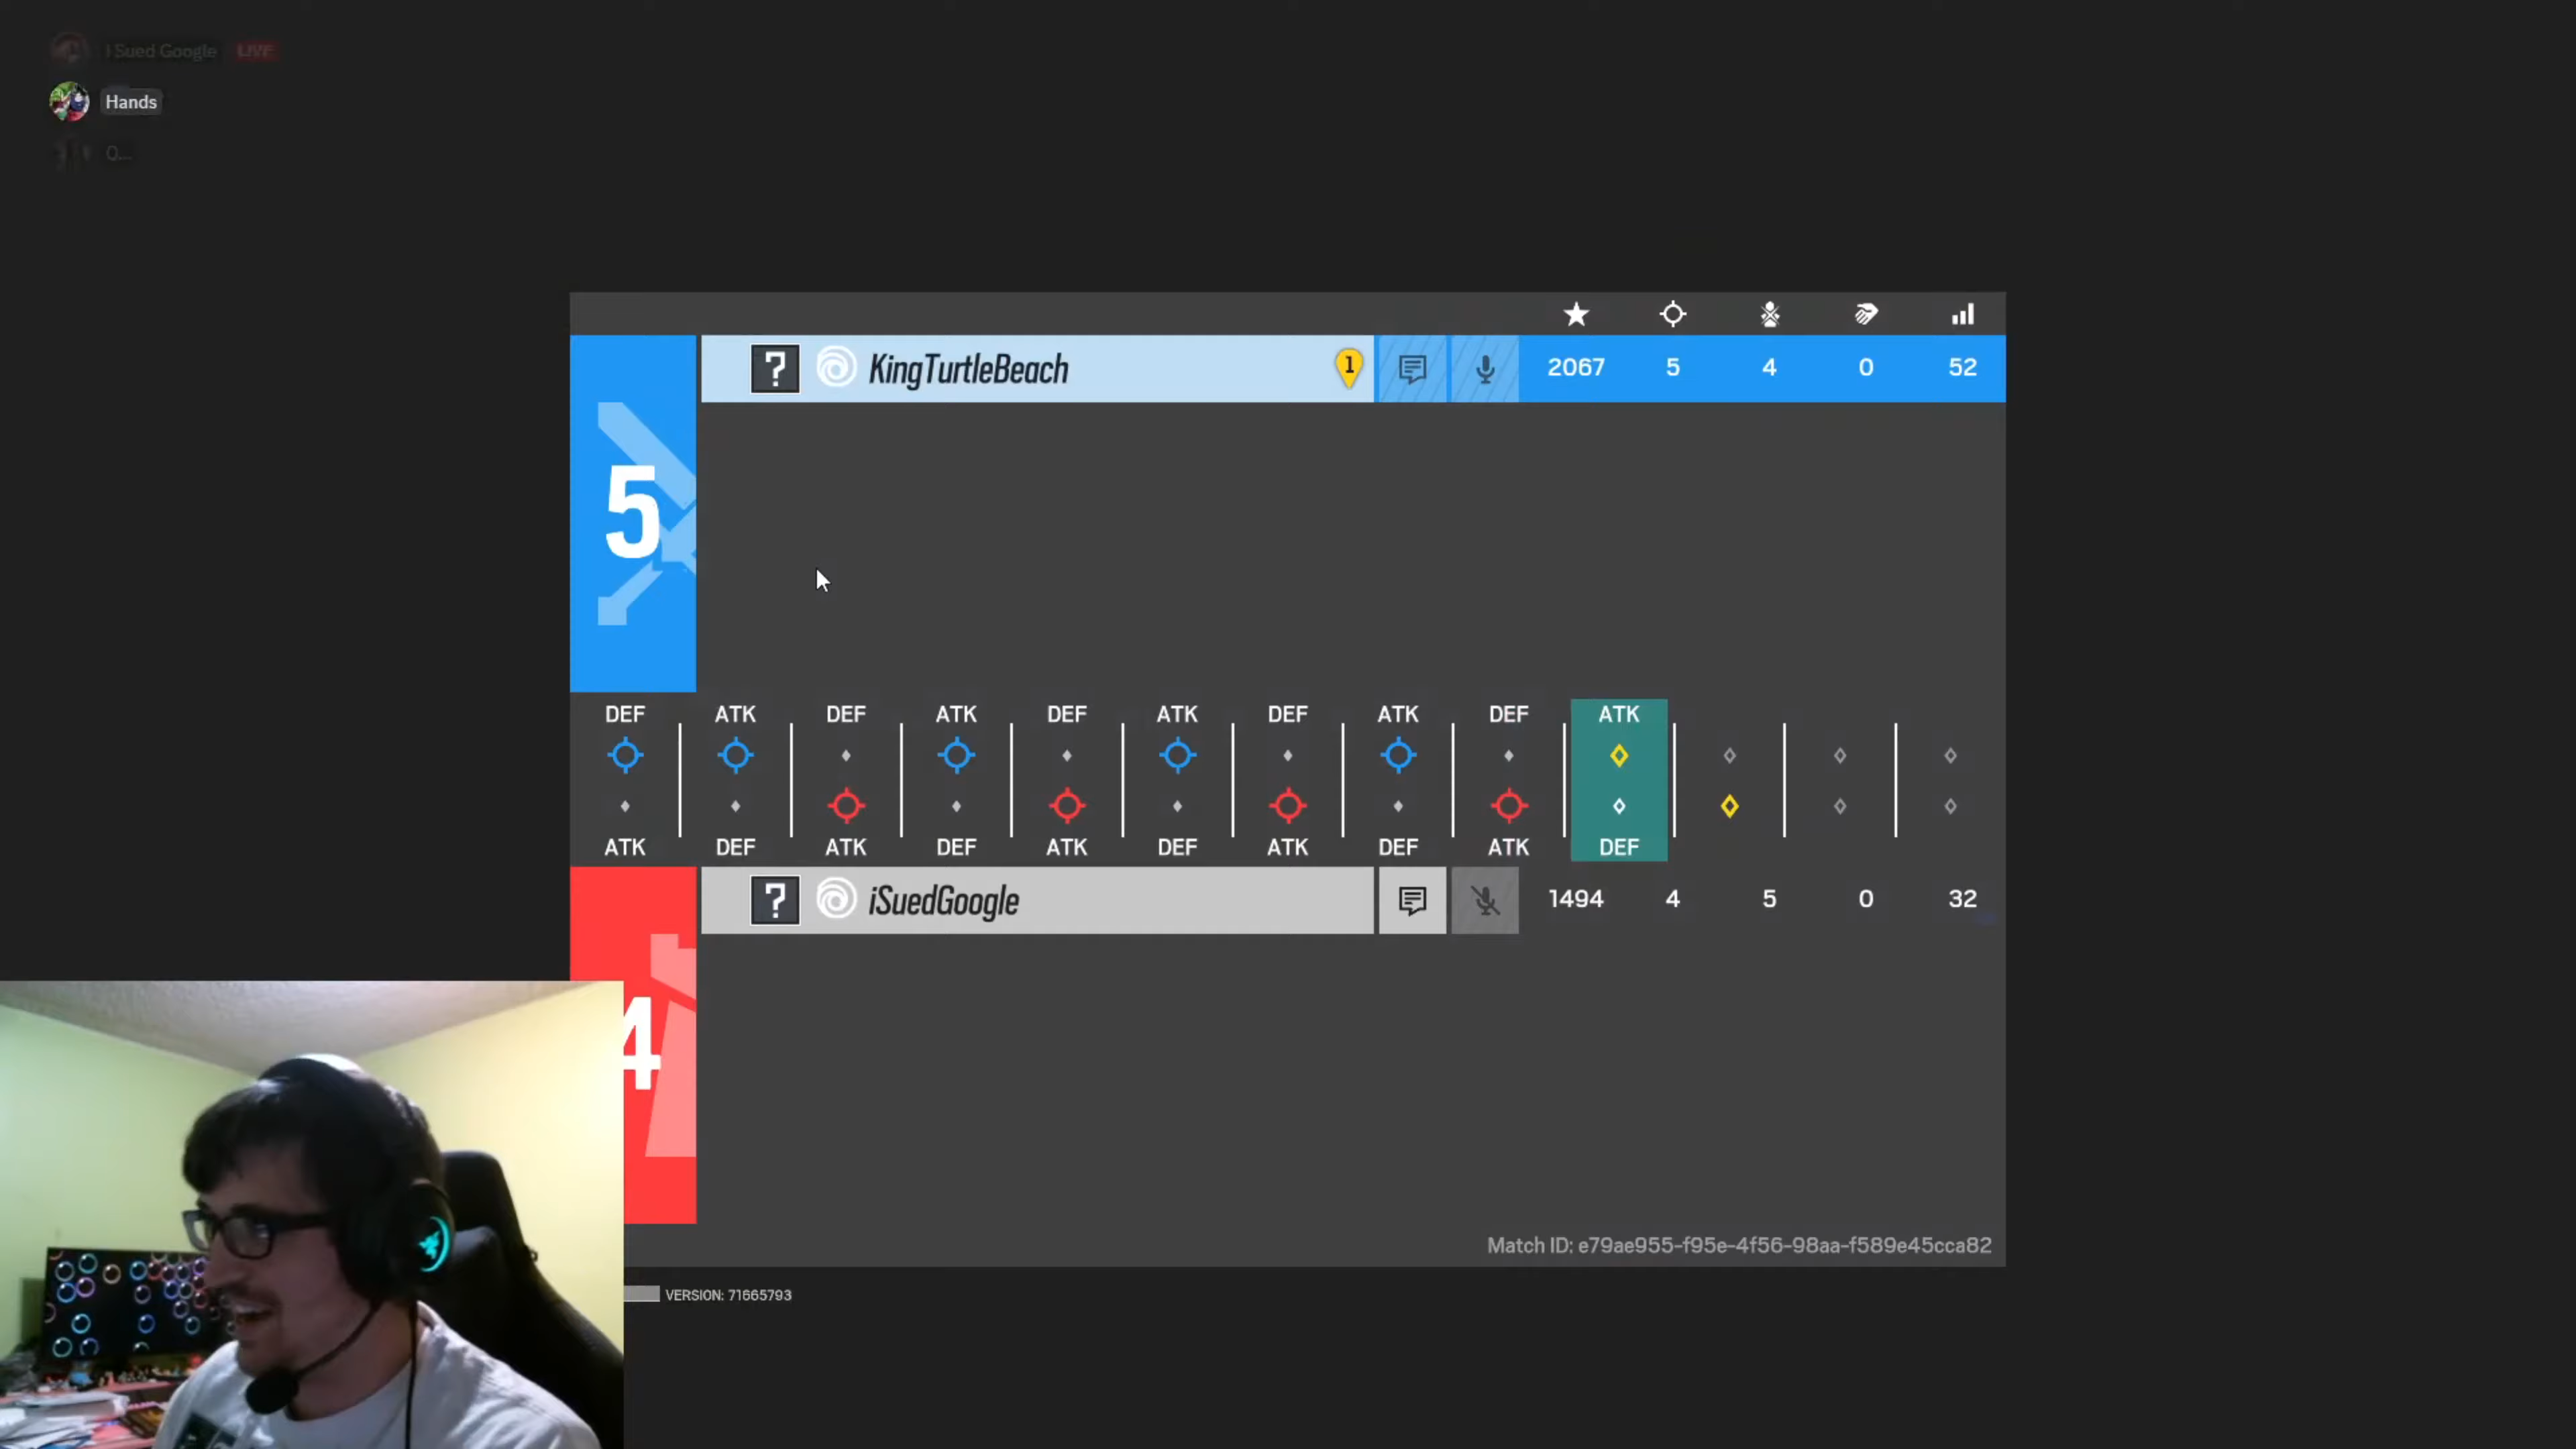 I Sued Google LIVE
Hands
? KingTurtleBeach 1 2067 5 4 0 52
5
DEF ATK DEF ATK DEF ATK DEF ATK DEF ATK
ATK DEF ATK DEF ATK DEF ATK DEF ATK DEF
? iSuedGoogle 1494 4 5 0 32
4
Match ID: e79ae955-f95e-4f56-98aa-f589e45cca82
VERSION: 71665793